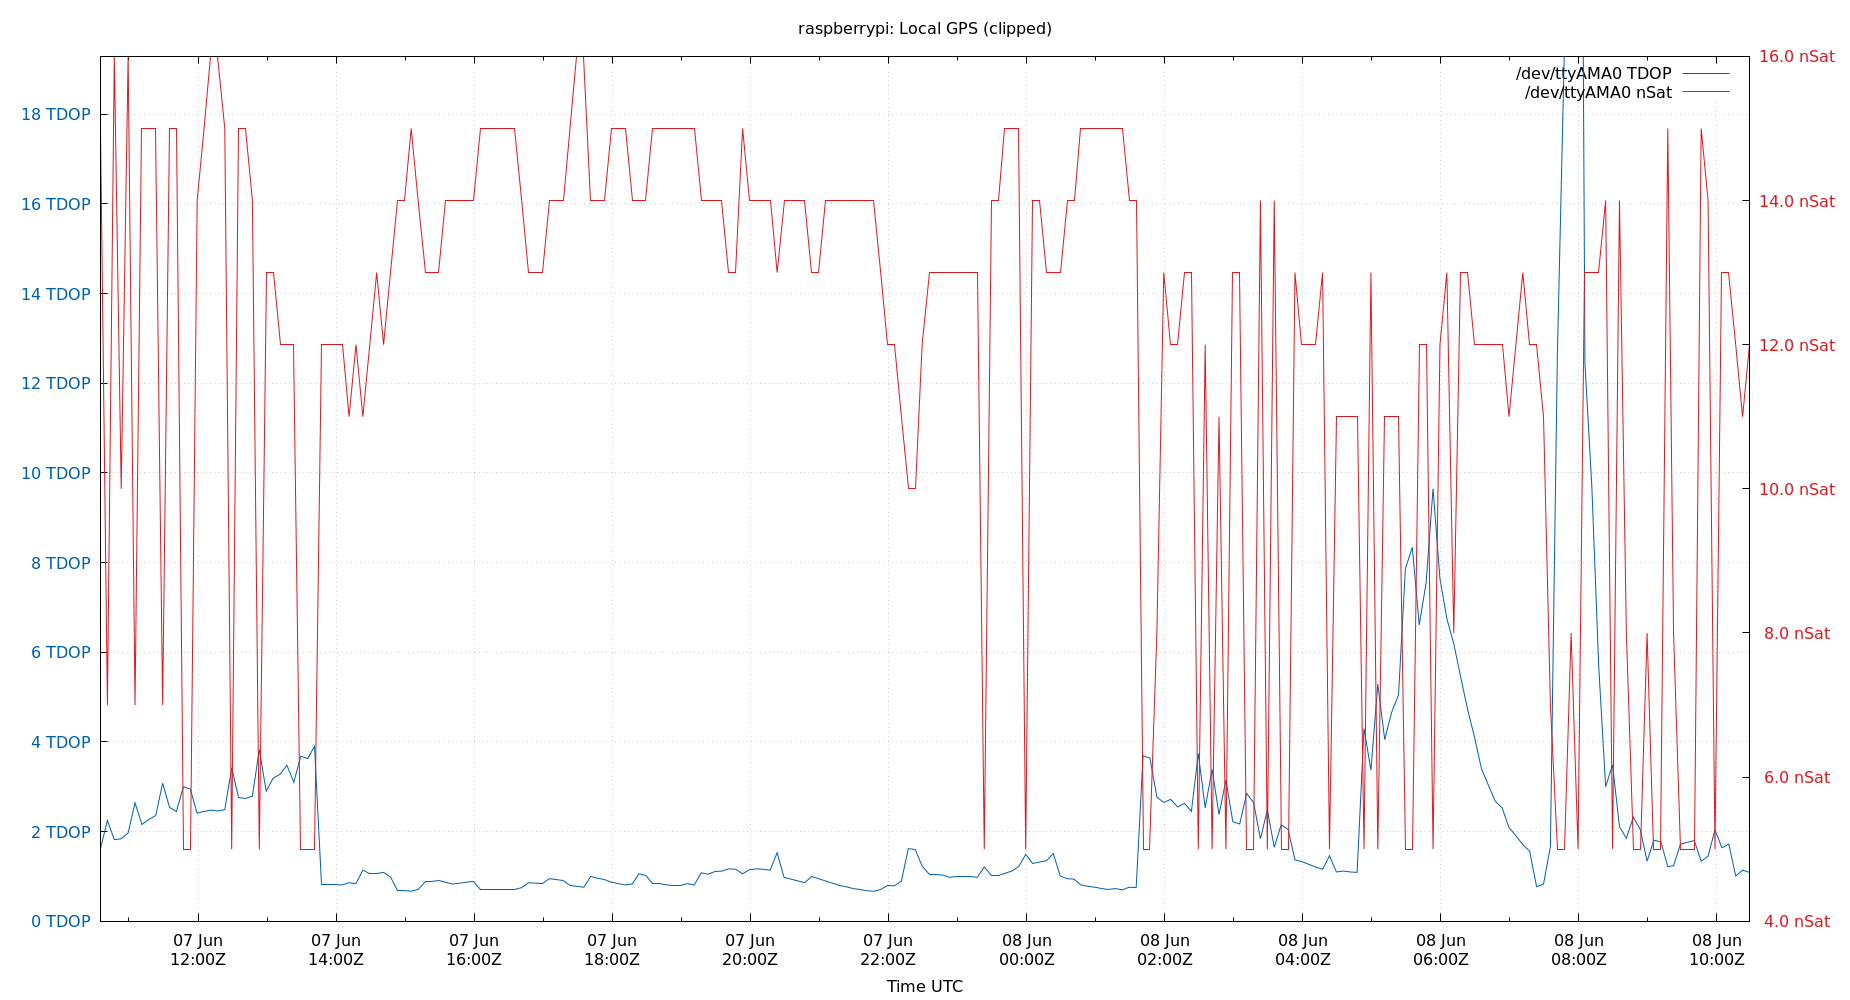 raspberrypi: Local GPS (clipped)
16.0 nSat
/dev/ttyAMA0 TDOP
/dev/ttyAMA0 nSat
18 TDOP
16 TDOP
14.0 nSat
14 TDOP
12.0 nSat
12 TDOP
10 TDOP
10.0 nSat
8 TDOP
8.0 nSat
6 TDOP
6.0 nSat
4 TDOP
2 TDOP
0 TDOP
4.0 nSat
07 Jun 07 Jun 07 Jun 07 Jun 07 Jun 07 Jun 08 Jun 08 Jun 08 Jun 08 Jun 08 Jun 08 Jun
12:00Z 14:00Z 16:00Z 18:00Z 20:00Z 22:00Z 00:00Z 02:00Z 04:00Z 06:00Z 08:00Z 10:00Z
Time UTC